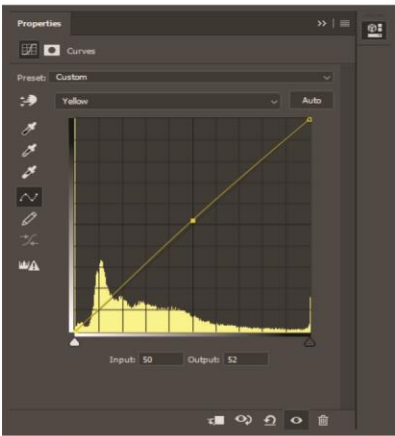 Properties
Curves
Preset: Custom
Yellow Auto
Input: 50 Output: 52